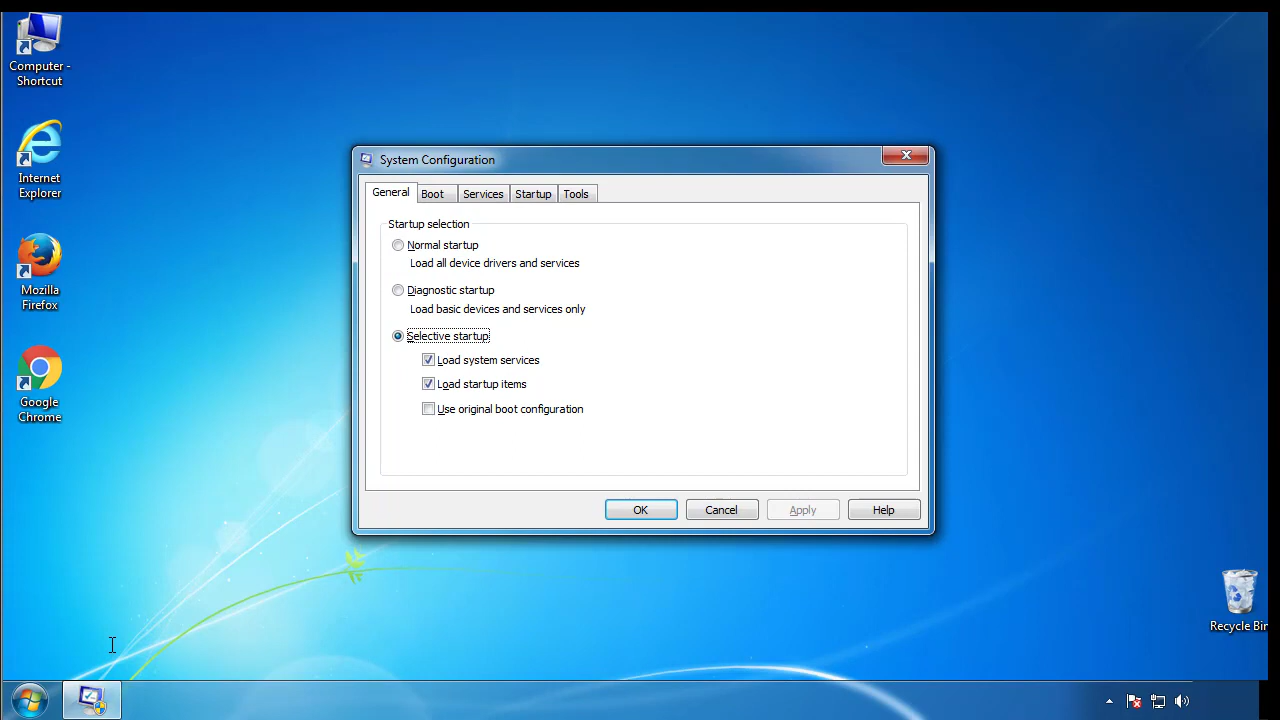 Computer -
Shortcut
Internet
Explorer
Mozilla
Firefox
Google
Chrome
System Configuration
General
Boot
Services
Startup
Tools
Startup selection
Normal startup
Load all device drivers and services
Diagnostic startup
Load basic devices and services only
Selective startup
Load system services
Load startup items
Use original boot configuration
OK
Cancel
Apply
Help
Recycle Bin